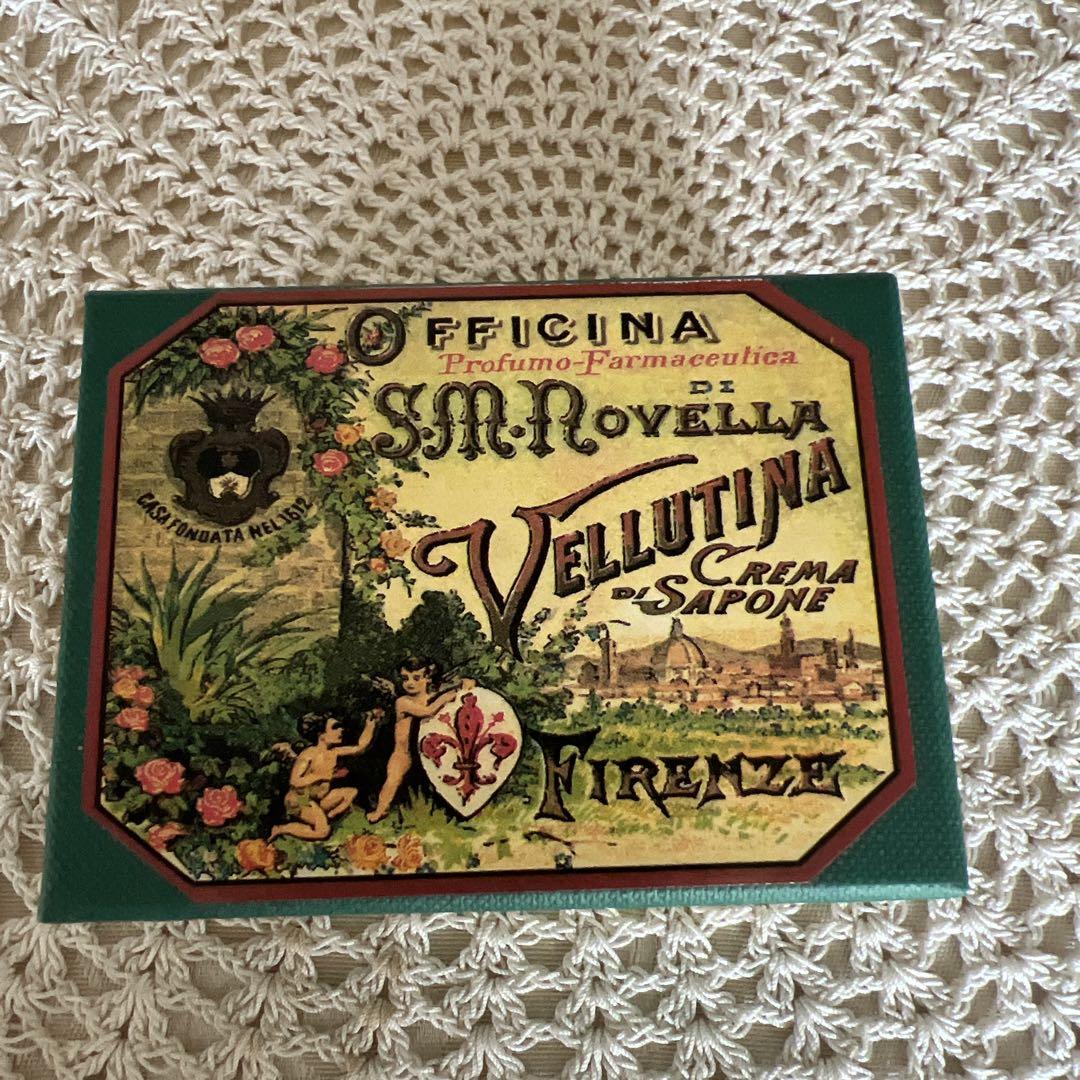 OFFICINA
Profumo-Farmaceutica
DI
S.M.NOVELLA
CASA FONDATA NEL 1612
VELLUTINA
CREMA
DI SAPONE
FIRENZE